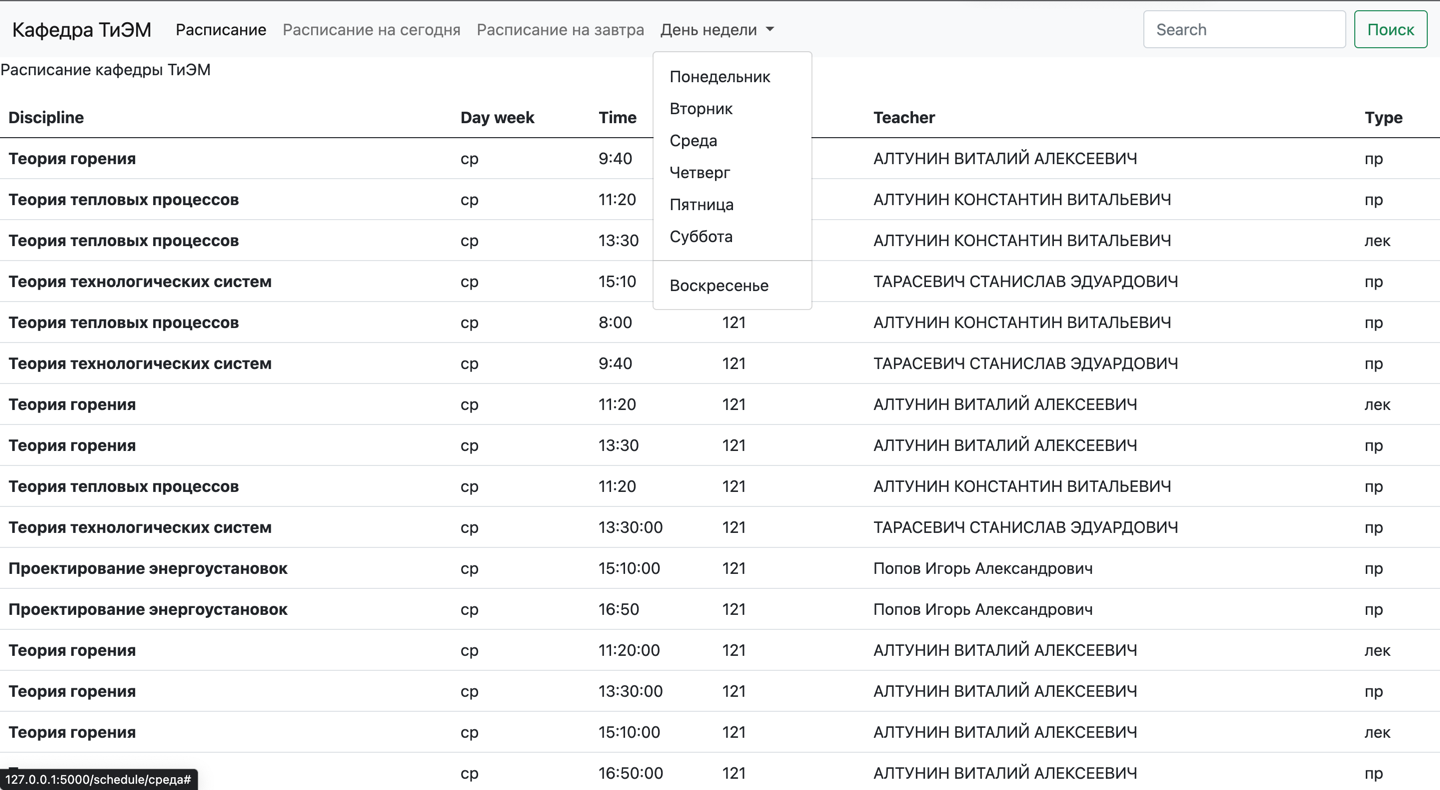 Кафедра ТиЭМ Расписание Расписание на сегодня Расписание на завтра День недели Search Поиск
Расписание кафедры ТиЭМ
Понедельник
Вторник
Среда
Четверг
Пятница
Суббота
Воскресенье
Discipline Day week Time Teacher Type
Теория горения ср 9:40 АЛТУНИН ВИТАЛИЙ АЛЕКСЕЕВИЧ пр
Теория тепловых процессов ср 11:20 АЛТУНИН КОНСТАНТИН ВИТАЛЬЕВИЧ пр
Теория тепловых процессов ср 13:30 АЛТУНИН КОНСТАНТИН ВИТАЛЬЕВИЧ лек
Теория технологических систем ср 15:10 ТАРАСЕВИЧ СТАНИСЛАВ ЭДУАРДОВИЧ пр
Теория тепловых процессов ср 8:00 121 АЛТУНИН КОНСТАНТИН ВИТАЛЬЕВИЧ пр
Теория технологических систем ср 9:40 121 ТАРАСЕВИЧ СТАНИСЛАВ ЭДУАРДОВИЧ пр
Теория горения ср 11:20 121 АЛТУНИН ВИТАЛИЙ АЛЕКСЕЕВИЧ лек
Теория горения ср 13:30 121 АЛТУНИН ВИТАЛИЙ АЛЕКСЕЕВИЧ пр
Теория тепловых процессов ср 11:20 121 АЛТУНИН КОНСТАНТИН ВИТАЛЬЕВИЧ пр
Теория технологических систем ср 13:30:00 121 ТАРАСЕВИЧ СТАНИСЛАВ ЭДУАРДОВИЧ пр
Проектирование энергоустановок ср 15:10:00 121 Попов Игорь Александрович пр
Проектирование энергоустановок ср 16:50 121 Попов Игорь Александрович пр
Теория горения ср 11:20:00 121 АЛТУНИН ВИТАЛИЙ АЛЕКСЕЕВИЧ лек
Теория горения ср 13:30:00 121 АЛТУНИН ВИТАЛИЙ АЛЕКСЕЕВИЧ пр
Теория горения ср 15:10:00 121 АЛТУНИН ВИТАЛИЙ АЛЕКСЕЕВИЧ лек
ср 16:50:00 121 АЛТУНИН ВИТАЛИЙ АЛЕКСЕЕВИЧ пр
127.0.0.1:5000/schedule/среда#